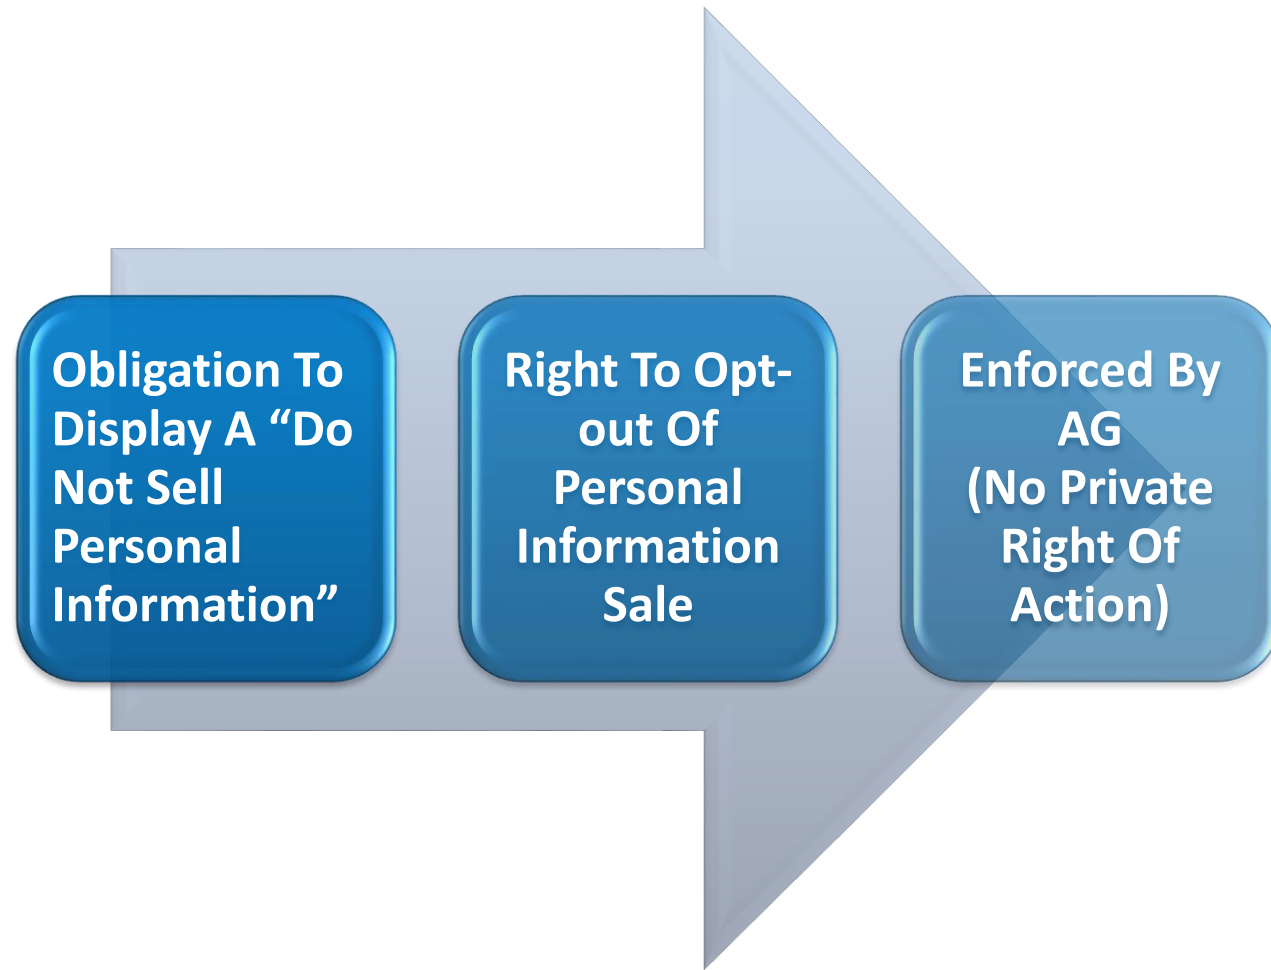 Obligation To
Display A “Do
Not Sell
Personal
Information”
Right To Opt-
out Of
Personal
Information
Sale
Enforced By
AG
(No Private
Right Of
Action)